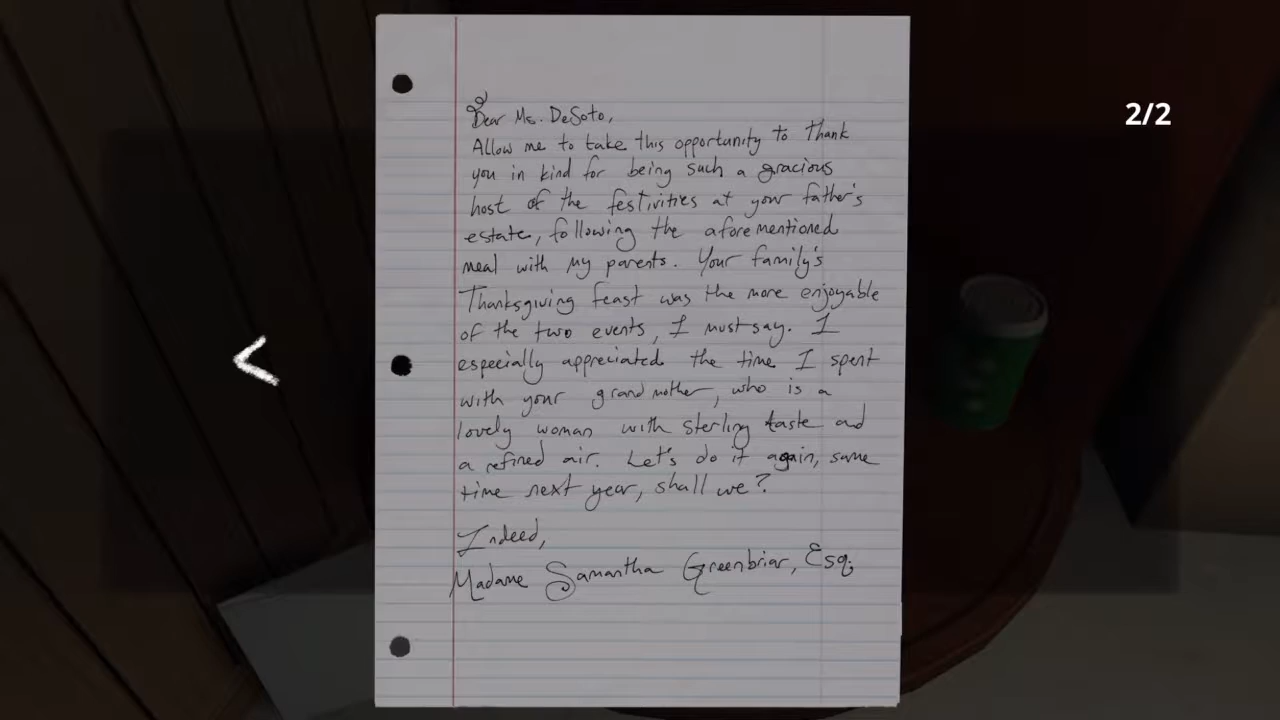 2/2
Dear Ms. DeSoto,
Allow me to take this opportunity to thank
you in kind for being such a gracious
host of the festivities at your father's
estate, following the aforementioned
meal with my parents. Your family's
Thanksgiving feast was the more enjoyable
of the two events, I must say. I
especially appreciated the time I spent
with your grandmother, who is a
lovely woman with sterling taste and
a refined air. Let's do it again, same
time next year, shall we?
Indeed,
Madame Samantha Greenbriar, Esq.